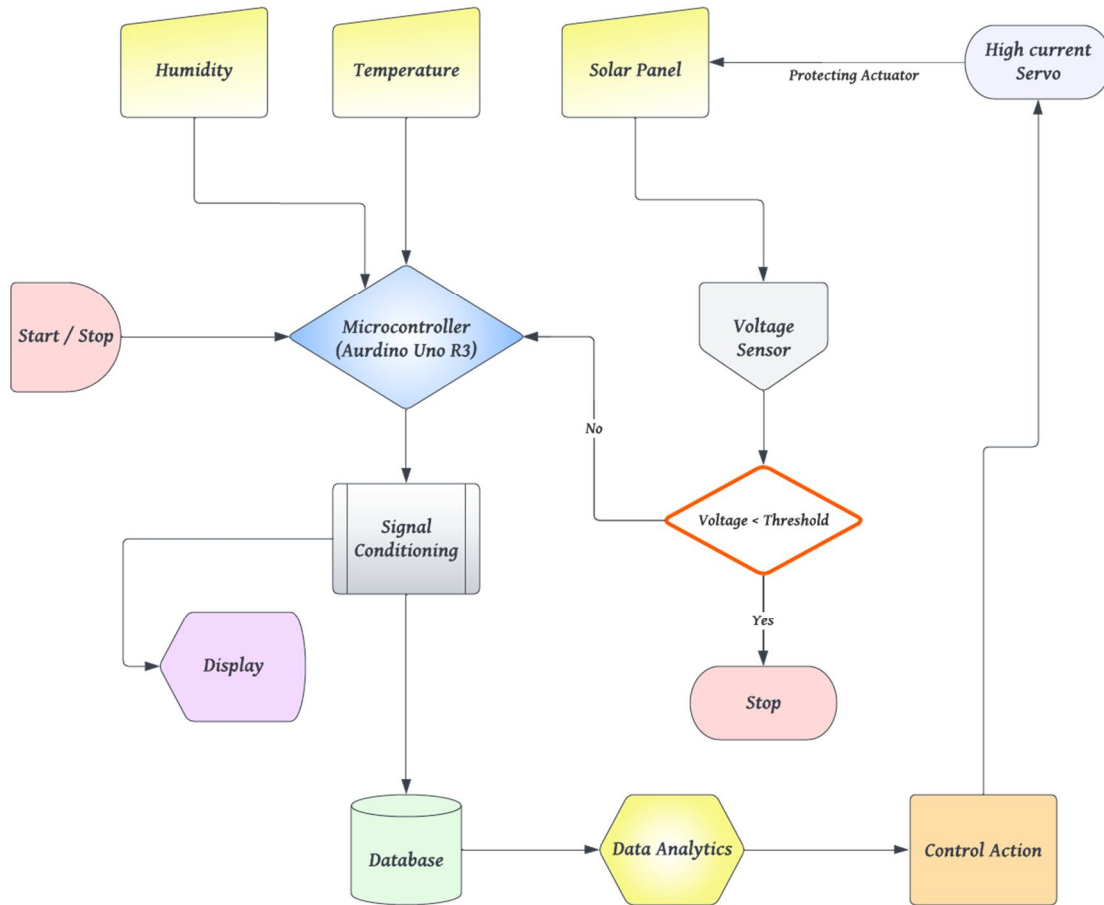 Humidity
Temperature
Solar Panel
High current
Servo
Protecting Actuator
Start / Stop
Microcontroller
(Aurdino Uno R3)
Voltage
Sensor
No
Signal
Conditioning
Voltage < Threshold
Yes
Display
Stop
Database
Data Analytics
Control Action